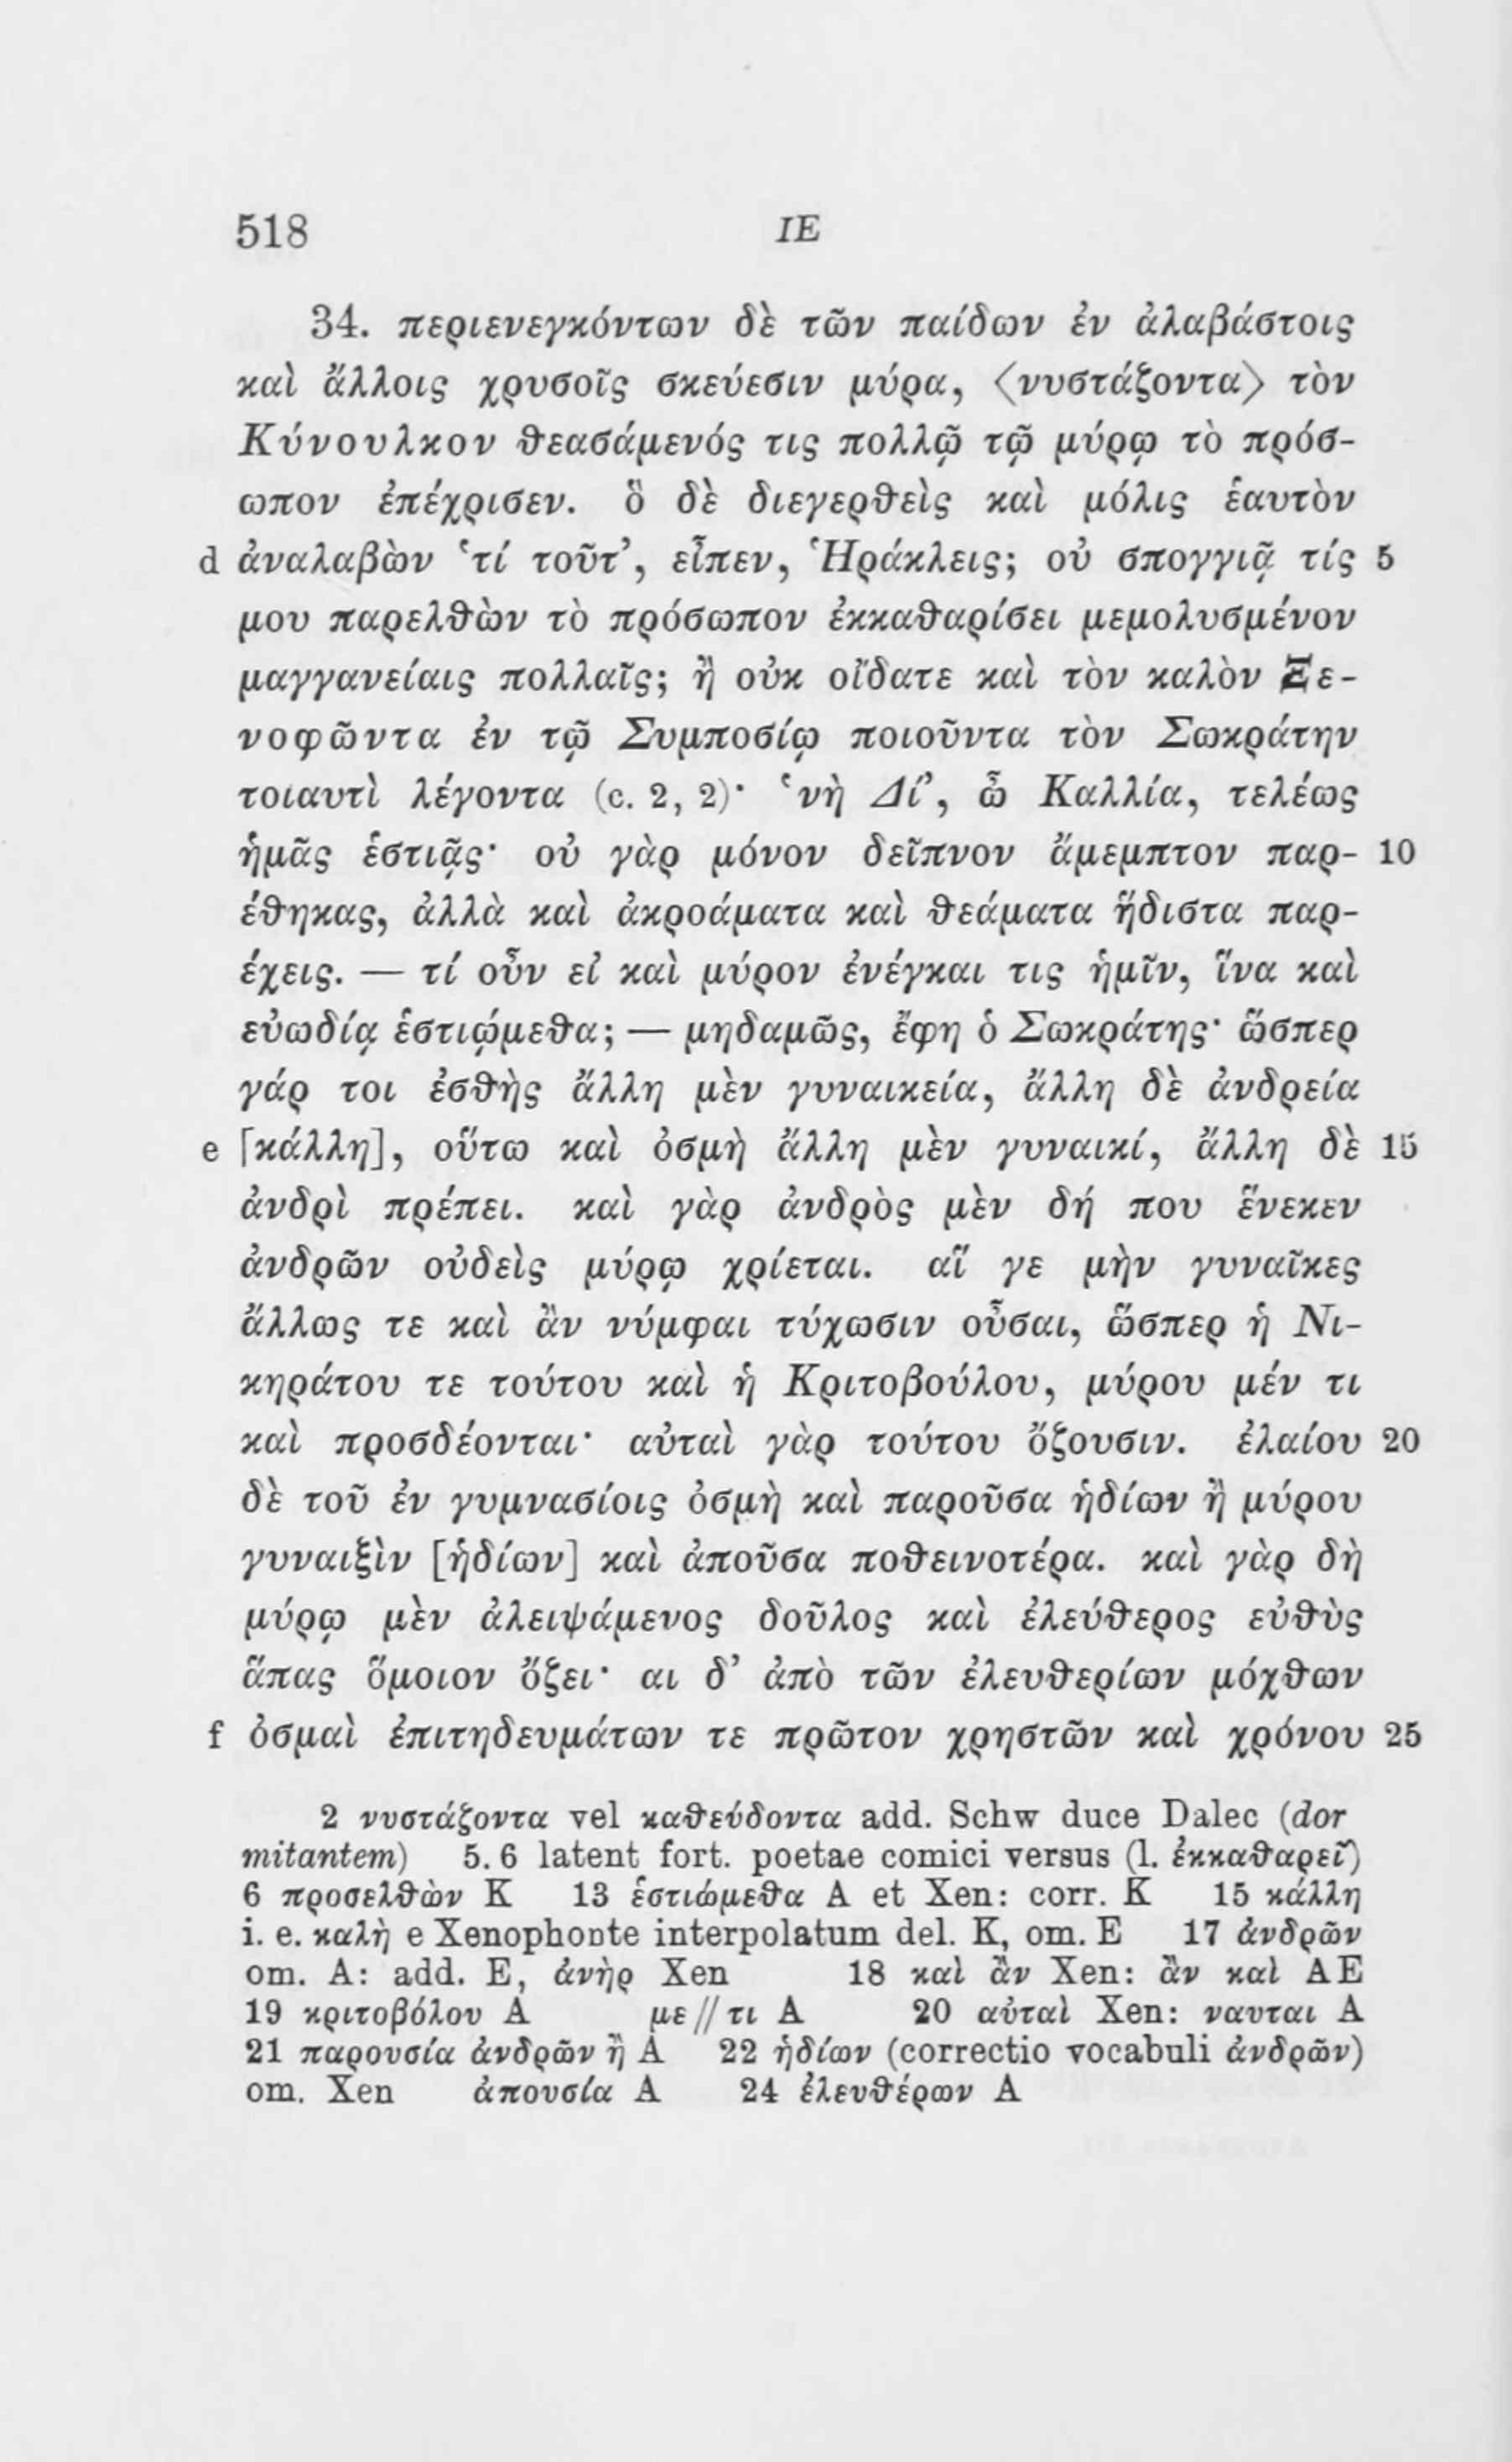 518 ΙΕ
34. περιενεγκόντων δὲ τῶν παίδων ἐν ἀλαβάστοις
καὶ ἄλλοις χρυσοῖς σκεύεσιν μύρα, ⟨νυστάζοντα⟩ τὸν
Κύνουλκον θεασάμενός τις πολλῷ τῷ μύρῳ τὸ πρόσ-
ωπον ἐπέχρισεν. ὃ δὲ διεγερθεὶς καὶ μόλις ἑαυτὸν
d ἀναλαβὼν ‘τί τοῦτ’, εἶπεν, Ἡράκλεις; οὐ σπογγιᾷ τίς 5
μου παρελθὼν τὸ πρόσωπον ἐκκαθαρίσει μεμολυσμένον
μαγγανείαις πολλαῖς; ἢ οὐκ οἴδατε καὶ τὸν καλὸν Ξε-
νοφῶντα ἐν τῷ Συμποσίῳ ποιοῦντα τὸν Σωκράτην
τοιαυτὶ λέγοντα (c. 2, 2)· ‘νὴ Δί’, ὦ Καλλία, τελέως
ἡμᾶς ἑστιᾷς· οὐ γὰρ μόνον δεῖπνον ἄμεμπτον παρ- 10
έθηκας, ἀλλὰ καὶ ἀκροάματα καὶ θεάματα ἥδιστα παρ-
έχεις. — τί οὖν εἰ καὶ μύρον ἐνέγκαι τις ἡμῖν, ἵνα καὶ
εὐωδίᾳ ἑστιῴμεθα; — μηδαμῶς, ἔφη ὁ Σωκράτης· ὥσπερ
γάρ τοι ἐσθὴς ἄλλη μὲν γυναικεία, ἄλλη δὲ ἀνδρεία
e [κάλλη], οὕτω καὶ ὀσμὴ ἄλλη μὲν γυναικί, ἄλλη δὲ 15
ἀνδρὶ πρέπει. καὶ γὰρ ἀνδρὸς μὲν δή που ἕνεκεν
ἀνδρῶν οὐδεὶς μύρῳ χρίεται. αἵ γε μὴν γυναῖκες
ἄλλως τε καὶ ἂν νύμφαι τύχωσιν οὖσαι, ὥσπερ ἡ Νι-
κηράτου τε τούτου καὶ ἡ Κριτοβούλου, μύρου μέν τι
καὶ προσδέονται· αὐταὶ γὰρ τούτου ὄζουσιν. ἐλαίου 20
δὲ τοῦ ἐν γυμνασίοις ὀσμὴ καὶ παροῦσα ἡδίων ἢ μύρου
γυναιξὶν [ἡδίων] καὶ ἀποῦσα ποθεινοτέρα. καὶ γὰρ δὴ
μύρῳ μὲν ἀλειψάμενος δοῦλος καὶ ἐλεύθερος εὐθὺς
ἅπας ὅμοιον ὄζει· αι δ’ ἀπὸ τῶν ἐλευθερίων μόχθων
f ὀσμαὶ ἐπιτηδευμάτων τε πρῶτον χρηστῶν καὶ χρόνου 25
2 νυστάζοντα vel καθεύδοντα add. Schw duce Dalec (dor
mitantem) 5. 6 latent fort. poetae comici versus (l. ἐκκαθαρεῖ)
6 προσελθὼν K 13 ἑστιώμεθα A et Xen: corr. K 15 κάλλη
i. e. καλὴ e Xenophonte interpolatum del. K, om. E 17 ἀνδρῶν
om. A: add. E, ἀνὴρ Xen 18 καὶ ἂν Xen: ἂν καὶ AE
19 κριτοβόλου A με//τι A 20 αὐταὶ Xen: ναυται A
21 παρουσία ἀνδρῶν ἢ A 22 ἡδίων (correctio vocabuli ἀνδρῶν)
om. Xen ἀπουσία A 24 ἐλευθέρων A